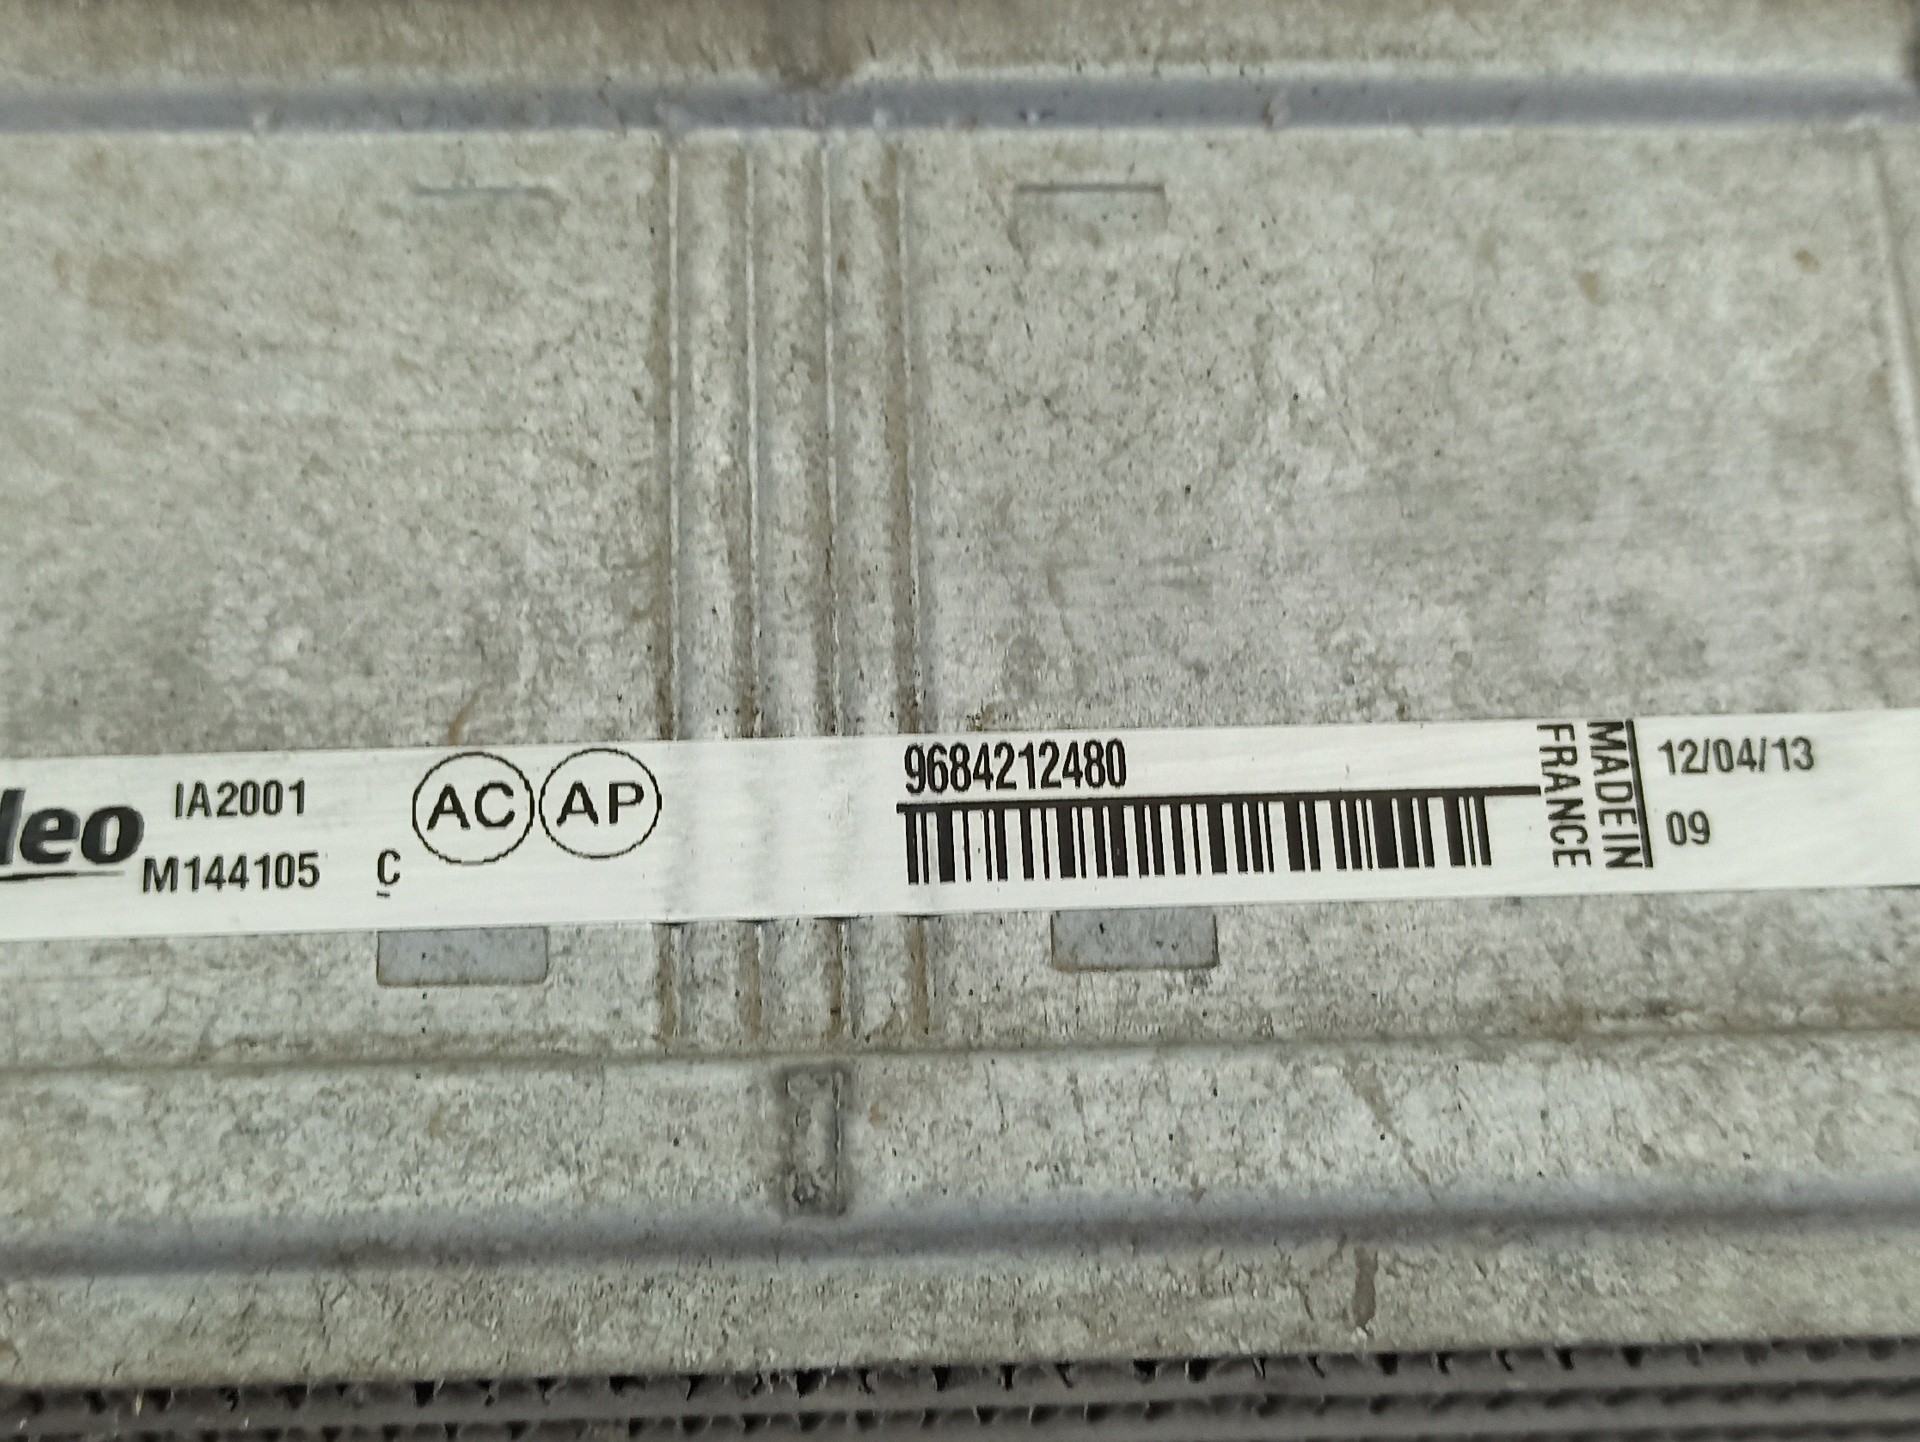 leo
IA2001
M144105 C
AC AP
9684212480
MADE IN
FRANCE
12/04/13
09